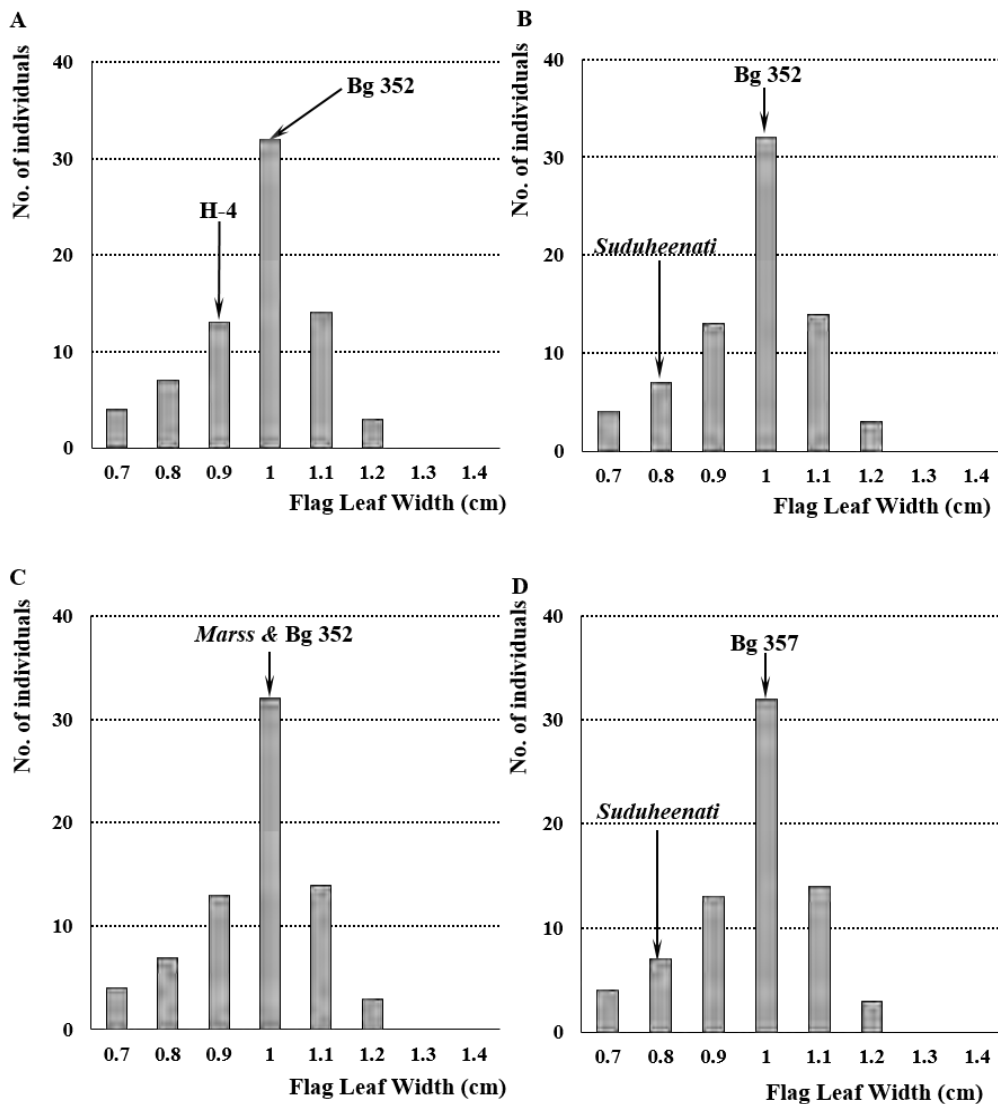 A
No. of individuals
40
30
20
10
0
Bg 352
H-4
0.7 0.8 0.9 1 1.1 1.2 1.3 1.4
Flag Leaf Width (cm)
B
No. of individuals
40
30
20
10
0
Bg 352
Suduheenati
0.7 0.8 0.9 1 1.1 1.2 1.3 1.4
Flag Leaf Width (cm)
C
No. of individuals
40
30
20
10
0
Marss & Bg 352
0.7 0.8 0.9 1 1.1 1.2 1.3 1.4
Flag Leaf Width (cm)
D
No. of individuals
40
30
20
10
0
Bg 357
Suduheenati
0.7 0.8 0.9 1 1.1 1.2 1.3 1.4
Flag Leaf Width (cm)